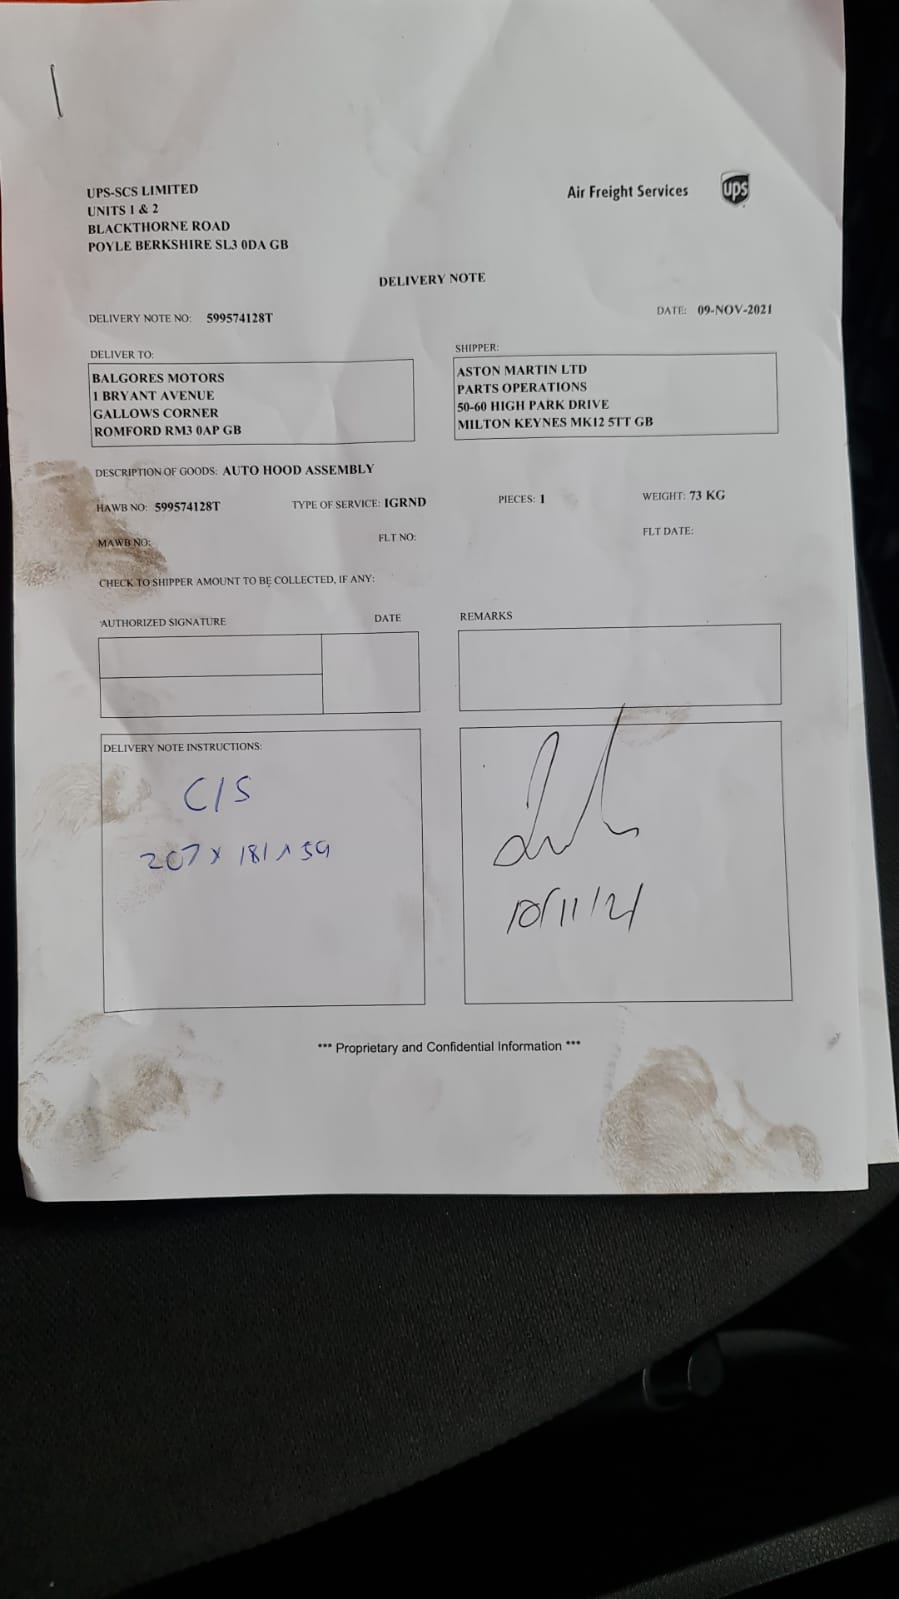 UPS-SCS LIMITED
UNITS 1 & 2
BLACKTHORNE ROAD
POYLE BERKSHIRE SL3 0DA GB
Air Freight Services
ups
DELIVERY NOTE
DELIVERY NOTE NO: 599574128T
DATE: 09-NOV-2021
DELIVER TO:
BALGORES MOTORS
1 BRYANT AVENUE
GALLOWS CORNER
ROMFORD RM3 0AP GB
SHIPPER:
ASTON MARTIN LTD
PARTS OPERATIONS
50-60 HIGH PARK DRIVE
MILTON KEYNES MK12 5TT GB
DESCRIPTION OF GOODS: AUTO HOOD ASSEMBLY
HAWB NO: 599574128T TYPE OF SERVICE: IGRND PIECES: 1 WEIGHT: 73 KG
MAWB NO: FLT NO: FLT DATE:
CHECK TO SHIPPER AMOUNT TO BE COLLECTED, IF ANY:
AUTHORIZED SIGNATURE DATE
REMARKS
DELIVERY NOTE INSTRUCTIONS:
C/S
207 x 181 x 59
10/11/21
*** Proprietary and Confidential Information ***